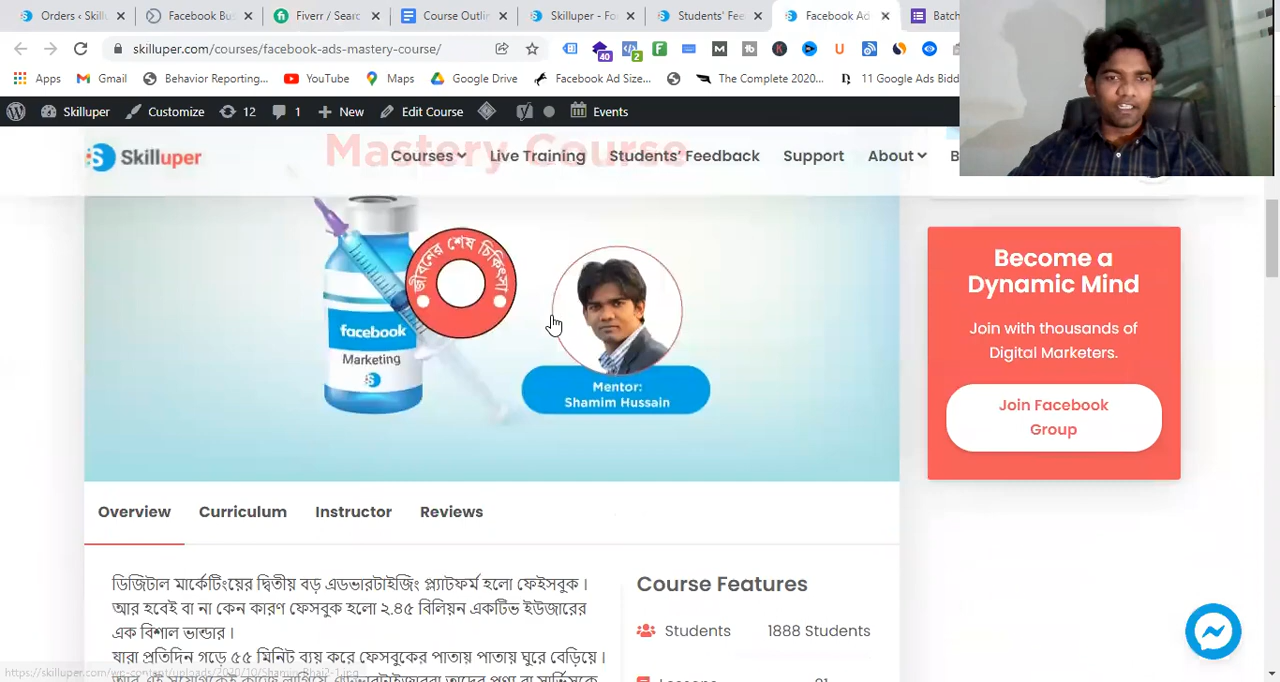 Orders ‹ Skill
Facebook Bus
Fiverr / Searc
Course Outlin
Skilluper - Fo
Students' Fee
Facebook Ad
Batch
skilluper.com/courses/facebook-ads-mastery-course/
40
2
Apps
Gmail
Behavior Reporting...
YouTube
Maps
Google Drive
Facebook Ad Size...
The Complete 2020...
11 Google Ads Bidd
Skilluper
Customize
12
1
New
Edit Course
Events
Mastery Course
Skilluper
Courses
Live Training
Students' Feedback
Support
About
B
জীবনের শেষ চিকিৎসা
facebook
Marketing
Mentor:
Shamim Hussain
Become a
Dynamic Mind
Join with thousands of
Digital Marketers.
Join Facebook
Group
Overview
Curriculum
Instructor
Reviews
ডিজিটাল মার্কেটিংয়ের দ্বিতীয় বড় এডভারটাইজিং প্ল্যাটফর্ম হলো ফেইসবুক।
আর হবেই বা না কেন কারণ ফেসবুক হলো ২.৪৫ বিলিয়ন একটিভ ইউজারের
এক বিশাল ভান্ডার।
যারা প্রতিদিন গড়ে ৫৫ মিনিট ব্যয় করে ফেসবুকের পাতায় পাতায় ঘুরে বেড়িয়ে।
Course Features
Students
1888 Students